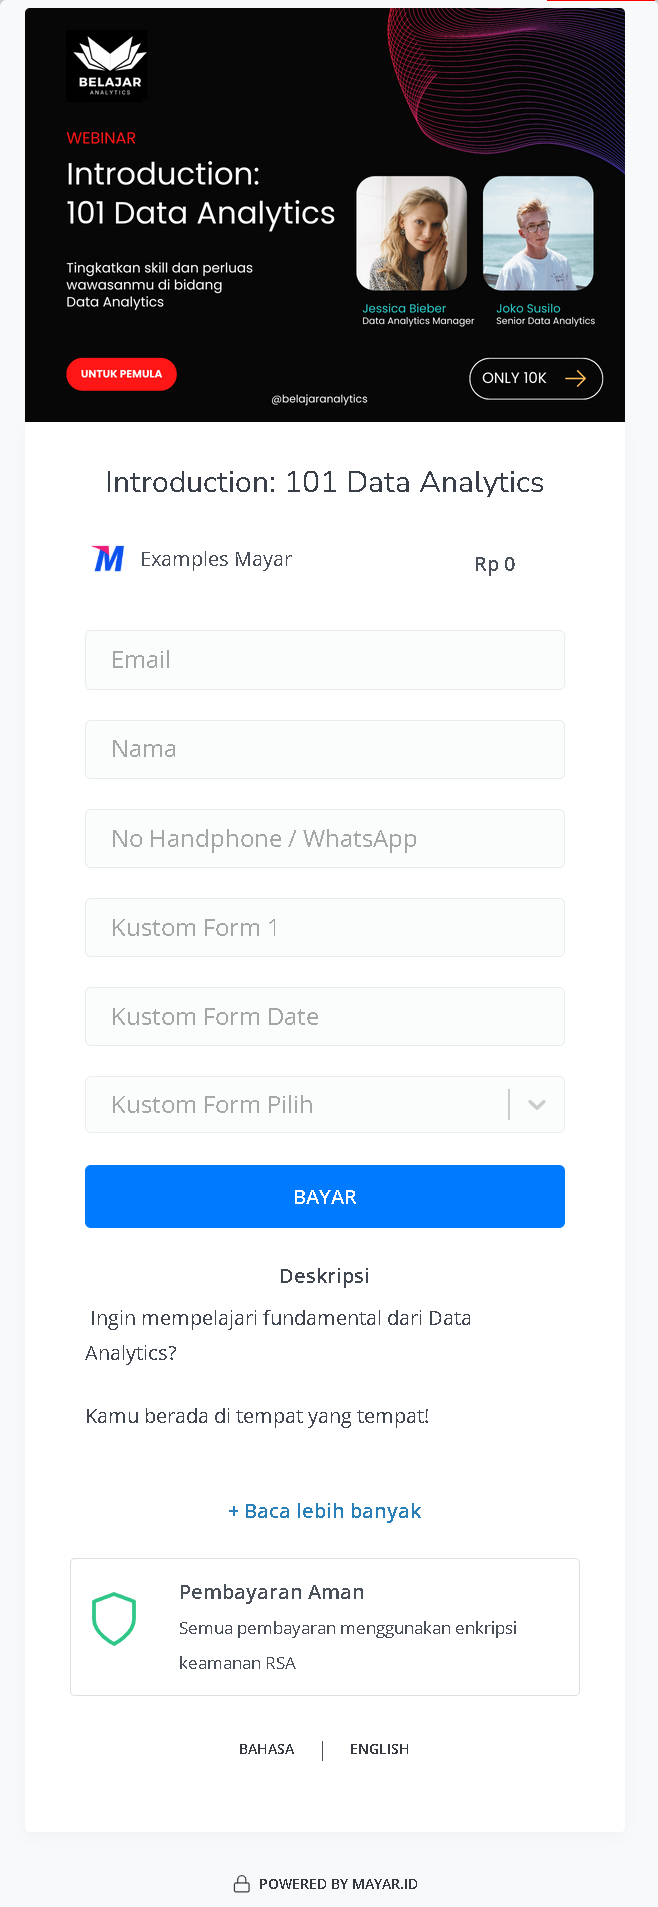 BELAJAR
ANALYTICS
WEBINAR
Introduction:
101 Data Analytics
Tingkatkan skill dan perluas
wawasanmu di bidang
Data Analytics
Jessica Bieber
Data Analytics Manager
Joko Susilo
Senior Data Analytics
UNTUK PEMULA
ONLY 10K
@belajaranalytics
Introduction: 101 Data Analytics
Examples Mayar
Rp 0
Email
Nama
No Handphone / WhatsApp
Kustom Form 1
Kustom Form Date
Kustom Form Pilih
BAYAR
Deskripsi
Ingin mempelajari fundamental dari Data
Analytics?
Kamu berada di tempat yang tempat!
+ Baca lebih banyak
Pembayaran Aman
Semua pembayaran menggunakan enkripsi
keamanan RSA
BAHASA | ENGLISH
POWERED BY MAYAR.ID